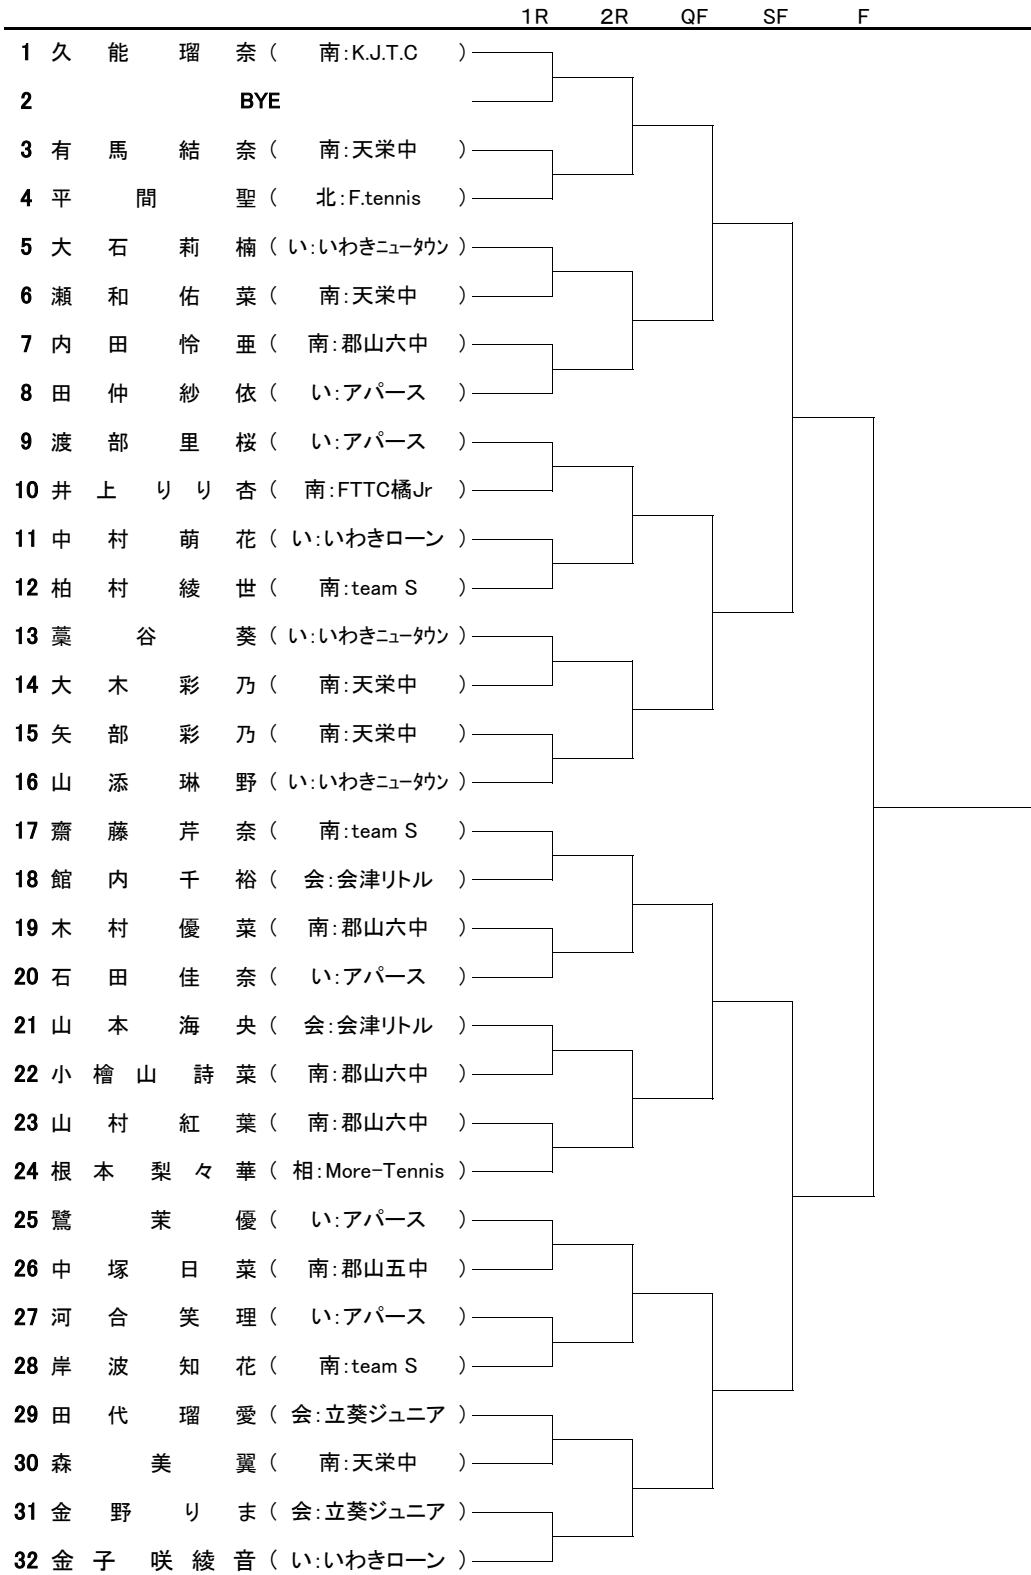 1R 2R QF SF F
1 久能 瑠奈 ( 南:K.J.T.C )
2 BYE
3 有馬 結奈 ( 南:天栄中 )
4 平間 聖 ( 北:F.tennis )
5 大石 莉楠 ( い:いわきニュータウン )
6 瀬和 佑菜 ( 南:天栄中 )
7 内田 怜亜 ( 南:郡山六中 )
8 田仲 紗依 ( い:アパース )
9 渡部 里桜 ( い:アパース )
10 井上 りり杏 ( 南:FTTC橘Jr )
11 中村 萌花 ( い:いわきローン )
12 柏村 綾世 ( 南:team S )
13 藁谷 葵 ( い:いわきニュータウン )
14 大木 彩乃 ( 南:天栄中 )
15 矢部 彩乃 ( 南:天栄中 )
16 山添 琳野 ( い:いわきニュータウン )
17 齋藤 芹奈 ( 南:team S )
18 館内 千裕 ( 会:会津リトル )
19 木村 優菜 ( 南:郡山六中 )
20 石田 佳奈 ( い:アパース )
21 山本 海央 ( 会:会津リトル )
22 小檜山 詩菜 ( 南:郡山六中 )
23 山村 紅葉 ( 南:郡山六中 )
24 根本 梨々華 ( 相:More-Tennis )
25 鷺 茉優 ( い:アパース )
26 中塚 日菜 ( 南:郡山五中 )
27 河合 笑理 ( い:アパース )
28 岸波 知花 ( 南:team S )
29 田代 瑠愛 ( 会:立葵ジュニア )
30 森 美翼 ( 南:天栄中 )
31 金野 りま ( 会:立葵ジュニア )
32 金子 咲綾音 ( い:いわきローン )